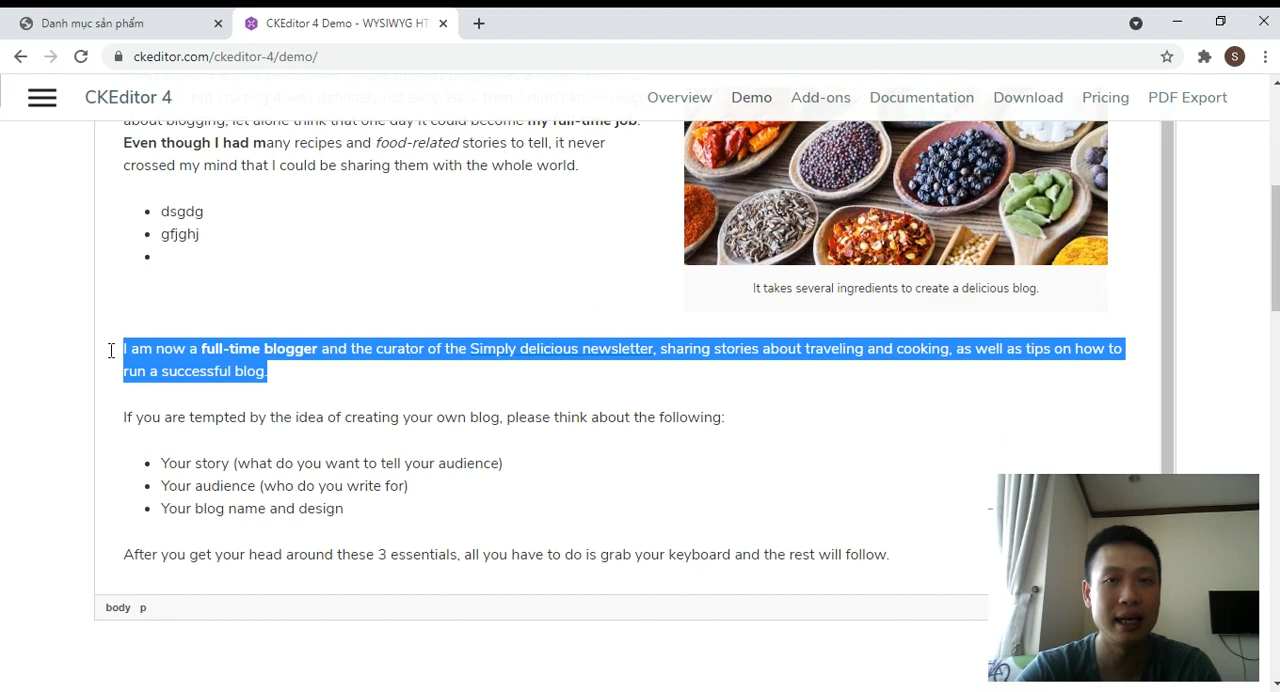 Danh mục sản phẩm
CKEditor 4 Demo - WYSIWYG HT
ckeditor.com/ckeditor-4/demo/
S
CKEditor 4
Overview
Demo
Add-ons
Documentation
Download
Pricing
PDF Export
about blogging, let alone think that one day it could become my full-time job.
Even though I had many recipes and food-related stories to tell, it never
crossed my mind that I could be sharing them with the whole world.
• dsgdg
• gfjghj
•
It takes several ingredients to create a delicious blog.
I am now a full-time blogger and the curator of the Simply delicious newsletter, sharing stories about traveling and cooking, as well as tips on how to
run a successful blog.
If you are tempted by the idea of creating your own blog, please think about the following:
• Your story (what do you want to tell your audience)
• Your audience (who do you write for)
• Your blog name and design
After you get your head around these 3 essentials, all you have to do is grab your keyboard and the rest will follow.
body p